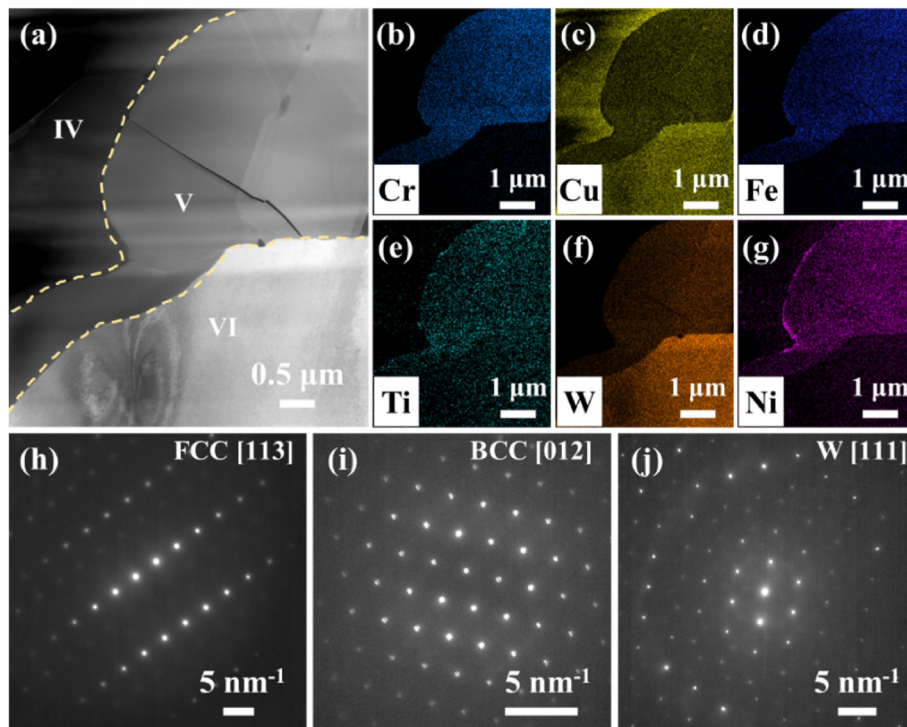 (a)
IV
V
VI
0.5 μm
(b)
Cr
1 μm
(c)
Cu
1 μm
(d)
Fe
1 μm
(e)
Ti
1 μm
(f)
W
1 μm
(g)
Ni
1 μm
(h)
FCC [113]
5 nm⁻¹
(i)
BCC [012]
5 nm⁻¹
(j)
W [111]
5 nm⁻¹